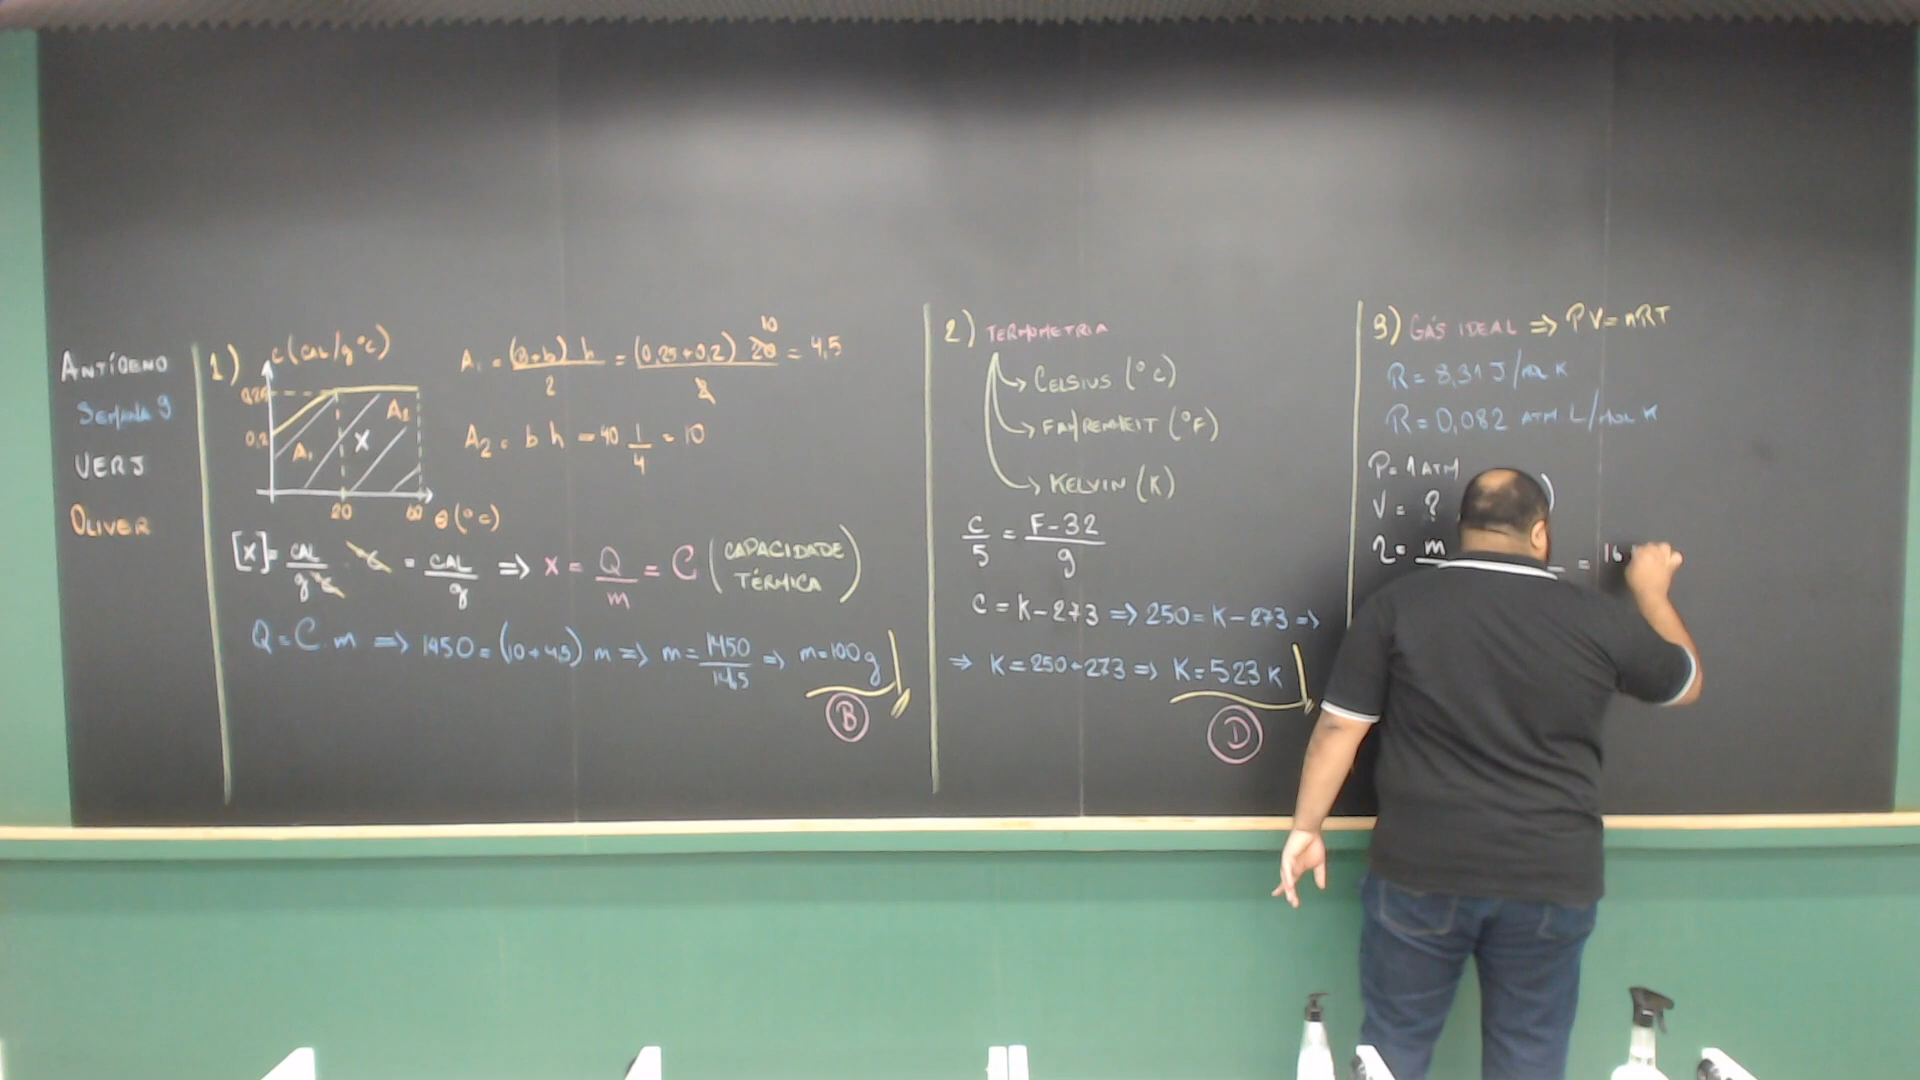 ANTÍGENO
SEMANA 9
UERJ
OLIVER
1) C (CAL/g°C)
0,25
0,2
A₁
X
A₂
20
60
θ (°C)
A₁ = (B+b) h / 2 = (0,25+0,2) 20 / 2 = 4,5
10
A₂ = b h = 40 1/4 = 10
[X] = CAL / g°C . °C = CAL / g => X = Q / m = C (CAPACIDADE TÉRMICA)
Q = C . m => 1450 = (10+4,5) m => m = 1450 / 14,5 => m = 100 g
B
2) TERMOMETRIA
CELSIUS (°C)
FAHRENHEIT (°F)
KELVIN (K)
C / 5 = F - 32 / 9
C = K - 273 => 250 = K - 273 =>
=> K = 250 + 273 => K = 523 K
D
3) GÁS IDEAL => PV = nRT
R = 8,31 J/MOL K
R = 0,082 ATM L/MOL K
P = 1 ATM
V = ?
m
= 16